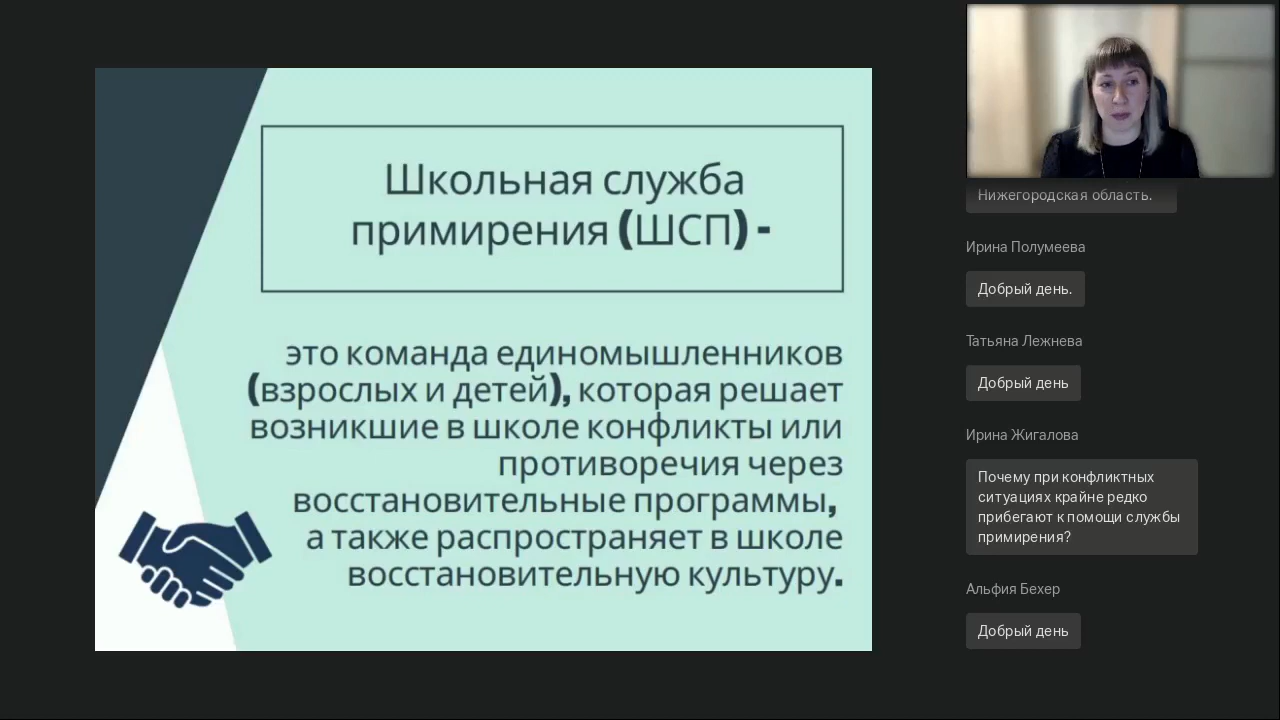 Школьная служба
примирения (ШСП) -
это команда единомышленников
(взрослых и детей), которая решает
возникшие в школе конфликты или
противоречия через
восстановительные программы,
а также распространяет в школе
восстановительную культуру.
Нижегородская область.
Ирина Полумеева
Добрый день.
Татьяна Лежнева
Добрый день
Ирина Жигалова
Почему при конфликтных
ситуациях крайне редко
прибегают к помощи службы
примирения?
Альфия Бехер
Добрый день